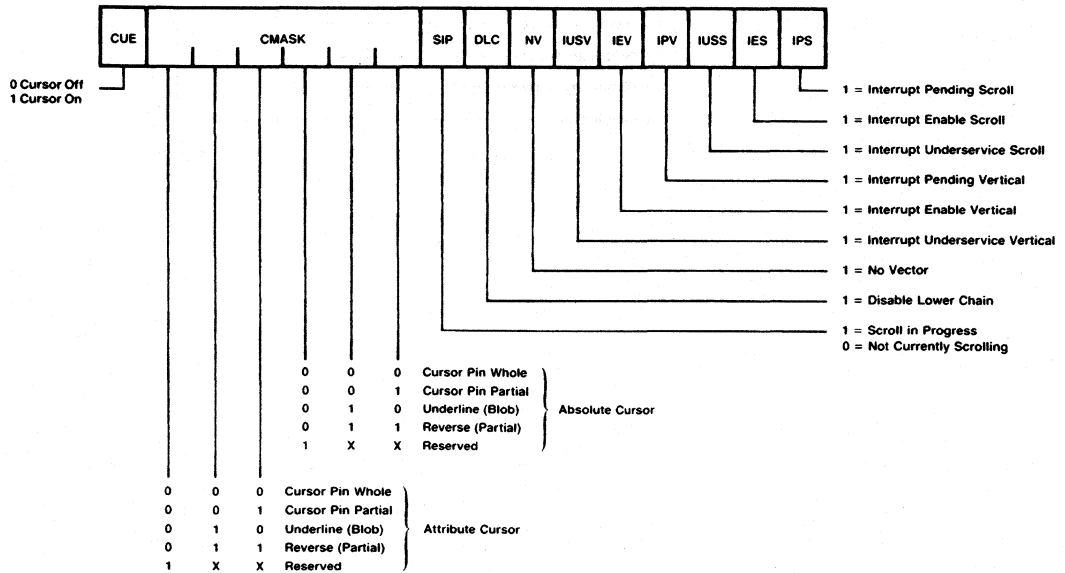 CUE CMASK SIP DLC NV IUSV IEV IPV IUSS IES IPS
0 Cursor Off
1 Cursor On
1 = Interrupt Pending Scroll
1 = Interrupt Enable Scroll
1 = Interrupt Underservice Scroll
1 = Interrupt Pending Vertical
1 = Interrupt Enable Vertical
1 = Interrupt Underservice Vertical
1 = No Vector
1 = Disable Lower Chain
1 = Scroll in Progress
0 = Not Currently Scrolling
0 0 0 Cursor Pin Whole
0 0 1 Cursor Pin Partial
0 1 0 Underline (Blob)
0 1 1 Reverse (Partial)
1 X X Reserved
Absolute Cursor
0 0 0 Cursor Pin Whole
0 0 1 Cursor Pin Partial
0 1 0 Underline (Blob)
0 1 1 Reverse (Partial)
1 X X Reserved
Attribute Cursor